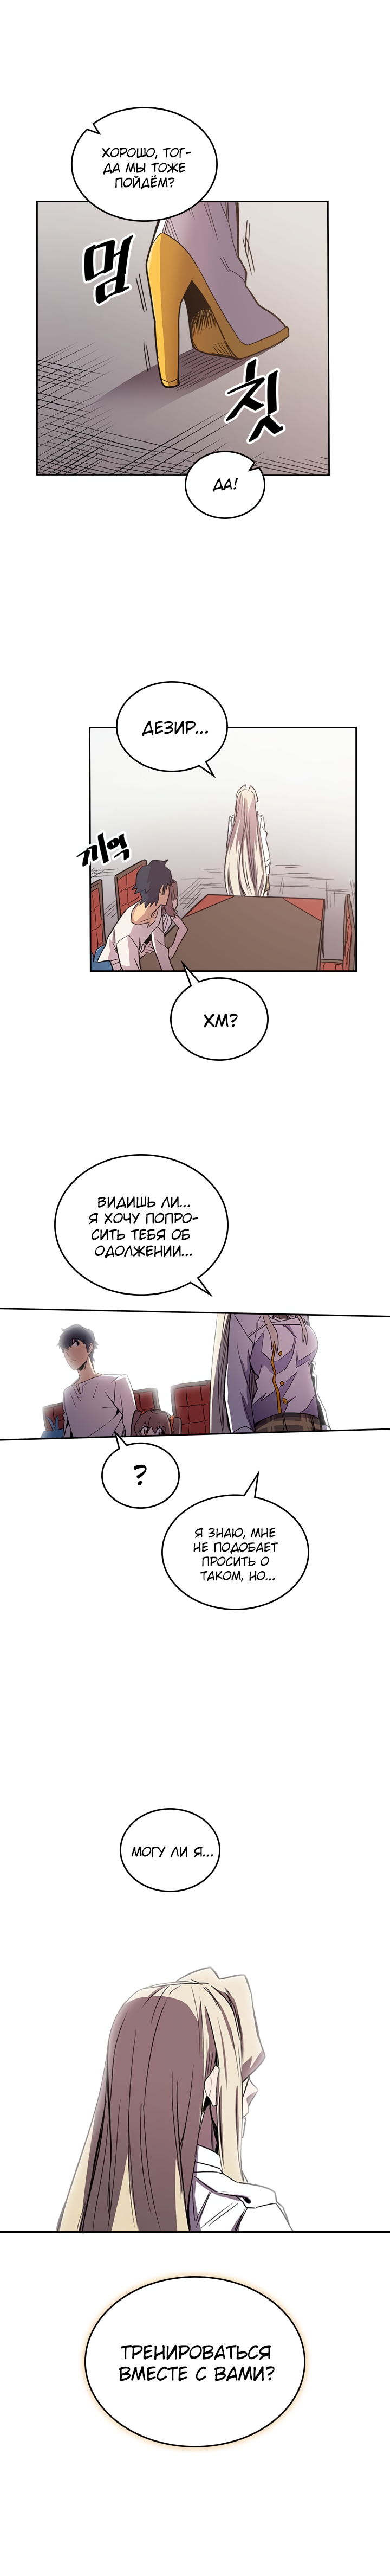 ХОРОШО, ТОГ-
ДА МЫ ТОЖЕ
ПОЙДЁМ?
멈
칫
ДА!
ДЕЗИР...
끼익
ХМ?
ВИДИШЬ ЛИ...
Я ХОЧУ ПОПРО-
СИТЬ ТЕБЯ ОБ
ОДОЛЖЕНИИ...
?
Я ЗНАЮ, МНЕ
НЕ ПОДОБАЕТ
ПРОСИТЬ О
ТАКОМ, НО...
МОГУ ЛИ Я...
ТРЕНИРОВАТЬСЯ
ВМЕСТЕ С ВАМИ?